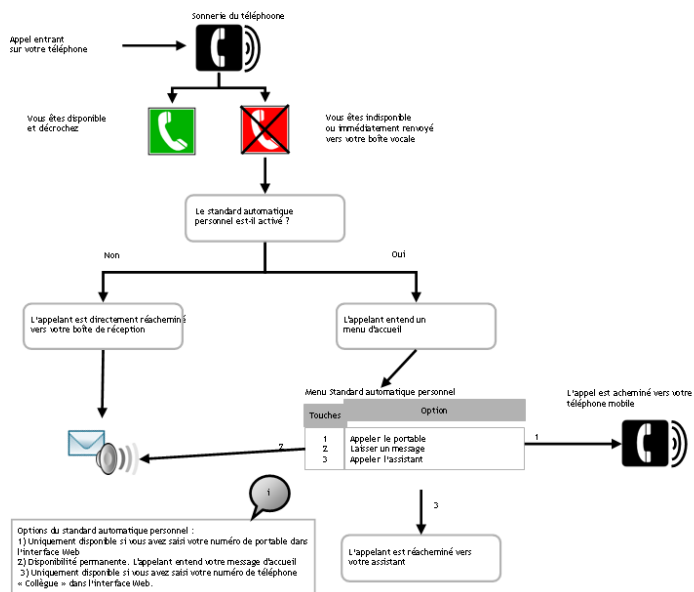 Sonnerie du téléphoone
Appel entrant
sur votre téléphone
Vous êtes disponible
et décrochez
Vous êtes indisponible
ou immédiatement renvoyé
vers votre boîte vocale
Le standard automatique
personnel est-il activé ?
Non
Oui
L'appelant est directement réacheminé
vers votre boîte de réception
L'appelant entend un
menu d'accueil
Menu Standard automatique personnel
L'appel est acheminé vers votre
téléphone mobile
Touches
Option
1 Appeler le portable
2 Laisser un message
3 Appeler l'assistant
1
2
3
i
Options du standard automatique personnel :
1) Uniquement disponible si vous avez saisi votre numéro de portable dans
l'interface Web
2) Disponibilité permanente. L'appelant entend votre message d'accueil
3) Uniquement disponible si vous avez saisi votre numéro de téléphone
« Collègue » dans l'interface Web.
L'appelant est réacheminé vers
votre assistant